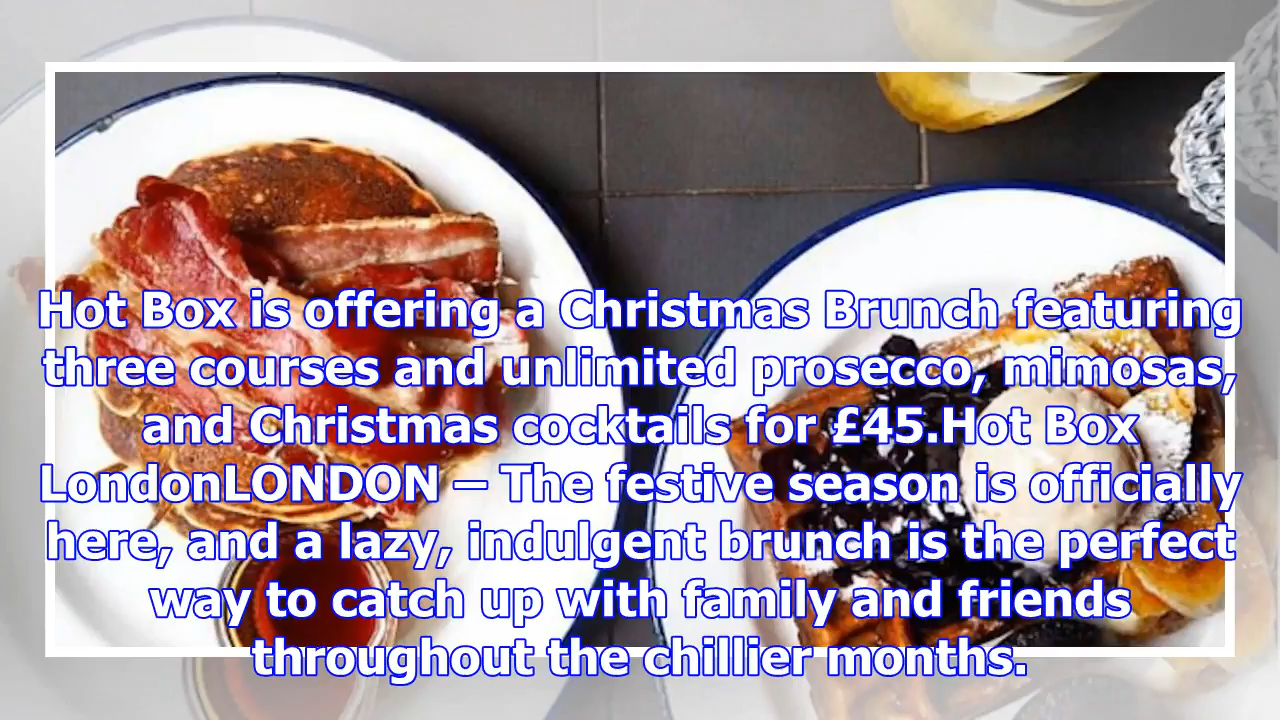 Hot Box is offering a Christmas Brunch featuring
three courses and unlimited prosecco, mimosas,
and Christmas cocktails for £45.Hot Box
LondonLONDON – The festive season is officially
here, and a lazy, indulgent brunch is the perfect
way to catch up with family and friends
throughout the chillier months.